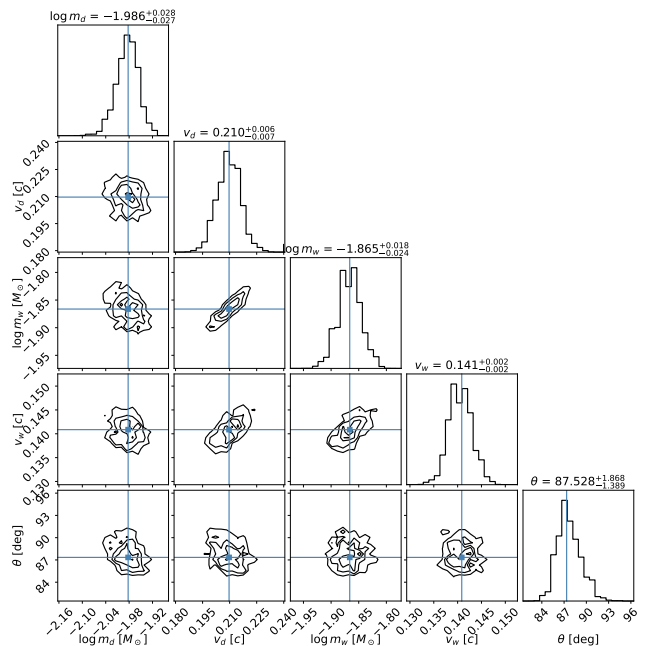 log m_d = −1.986^{+0.028}_{−0.027}
v_d = 0.210^{+0.006}_{−0.007}
0.240
0.225
0.210
0.195
0.180
v_d [c]
log m_w = −1.865^{+0.018}_{−0.024}
−1.80
−1.85
−1.90
−1.95
log m_w [M_⊙]
v_w = 0.141^{+0.002}_{−0.002}
0.150
0.145
0.140
0.135
0.130
v_w [c]
θ = 87.528^{+1.868}_{−1.389}
96
93
90
87
84
θ [deg]
−2.16 −2.10 −2.04 −1.98 −1.92
0.180 0.195 0.210 0.225 0.240
−1.95 −1.90 −1.85 −1.80
0.130 0.135 0.140 0.145 0.150
84 87 90 93 96
log m_d [M_⊙] v_d [c] log m_w [M_⊙] v_w [c] θ [deg]